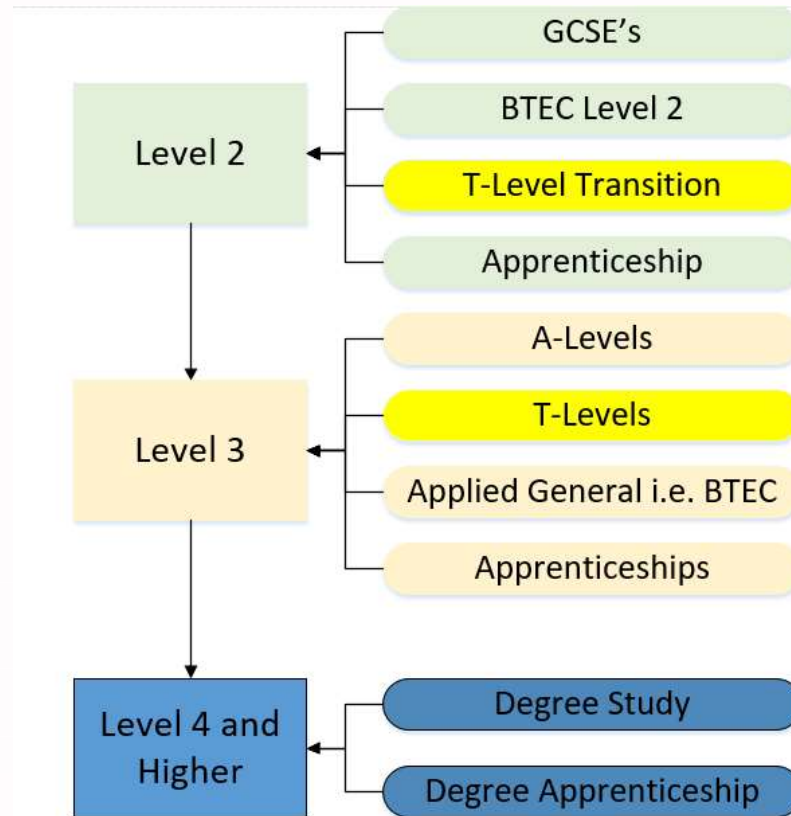 GCSE's
BTEC Level 2
Level 2
T-Level Transition
Apprenticeship
A-Levels
T-Levels
Level 3
Applied General i.e. BTEC
Apprenticeships
Degree Study
Level 4 and
Higher
Degree Apprenticeship